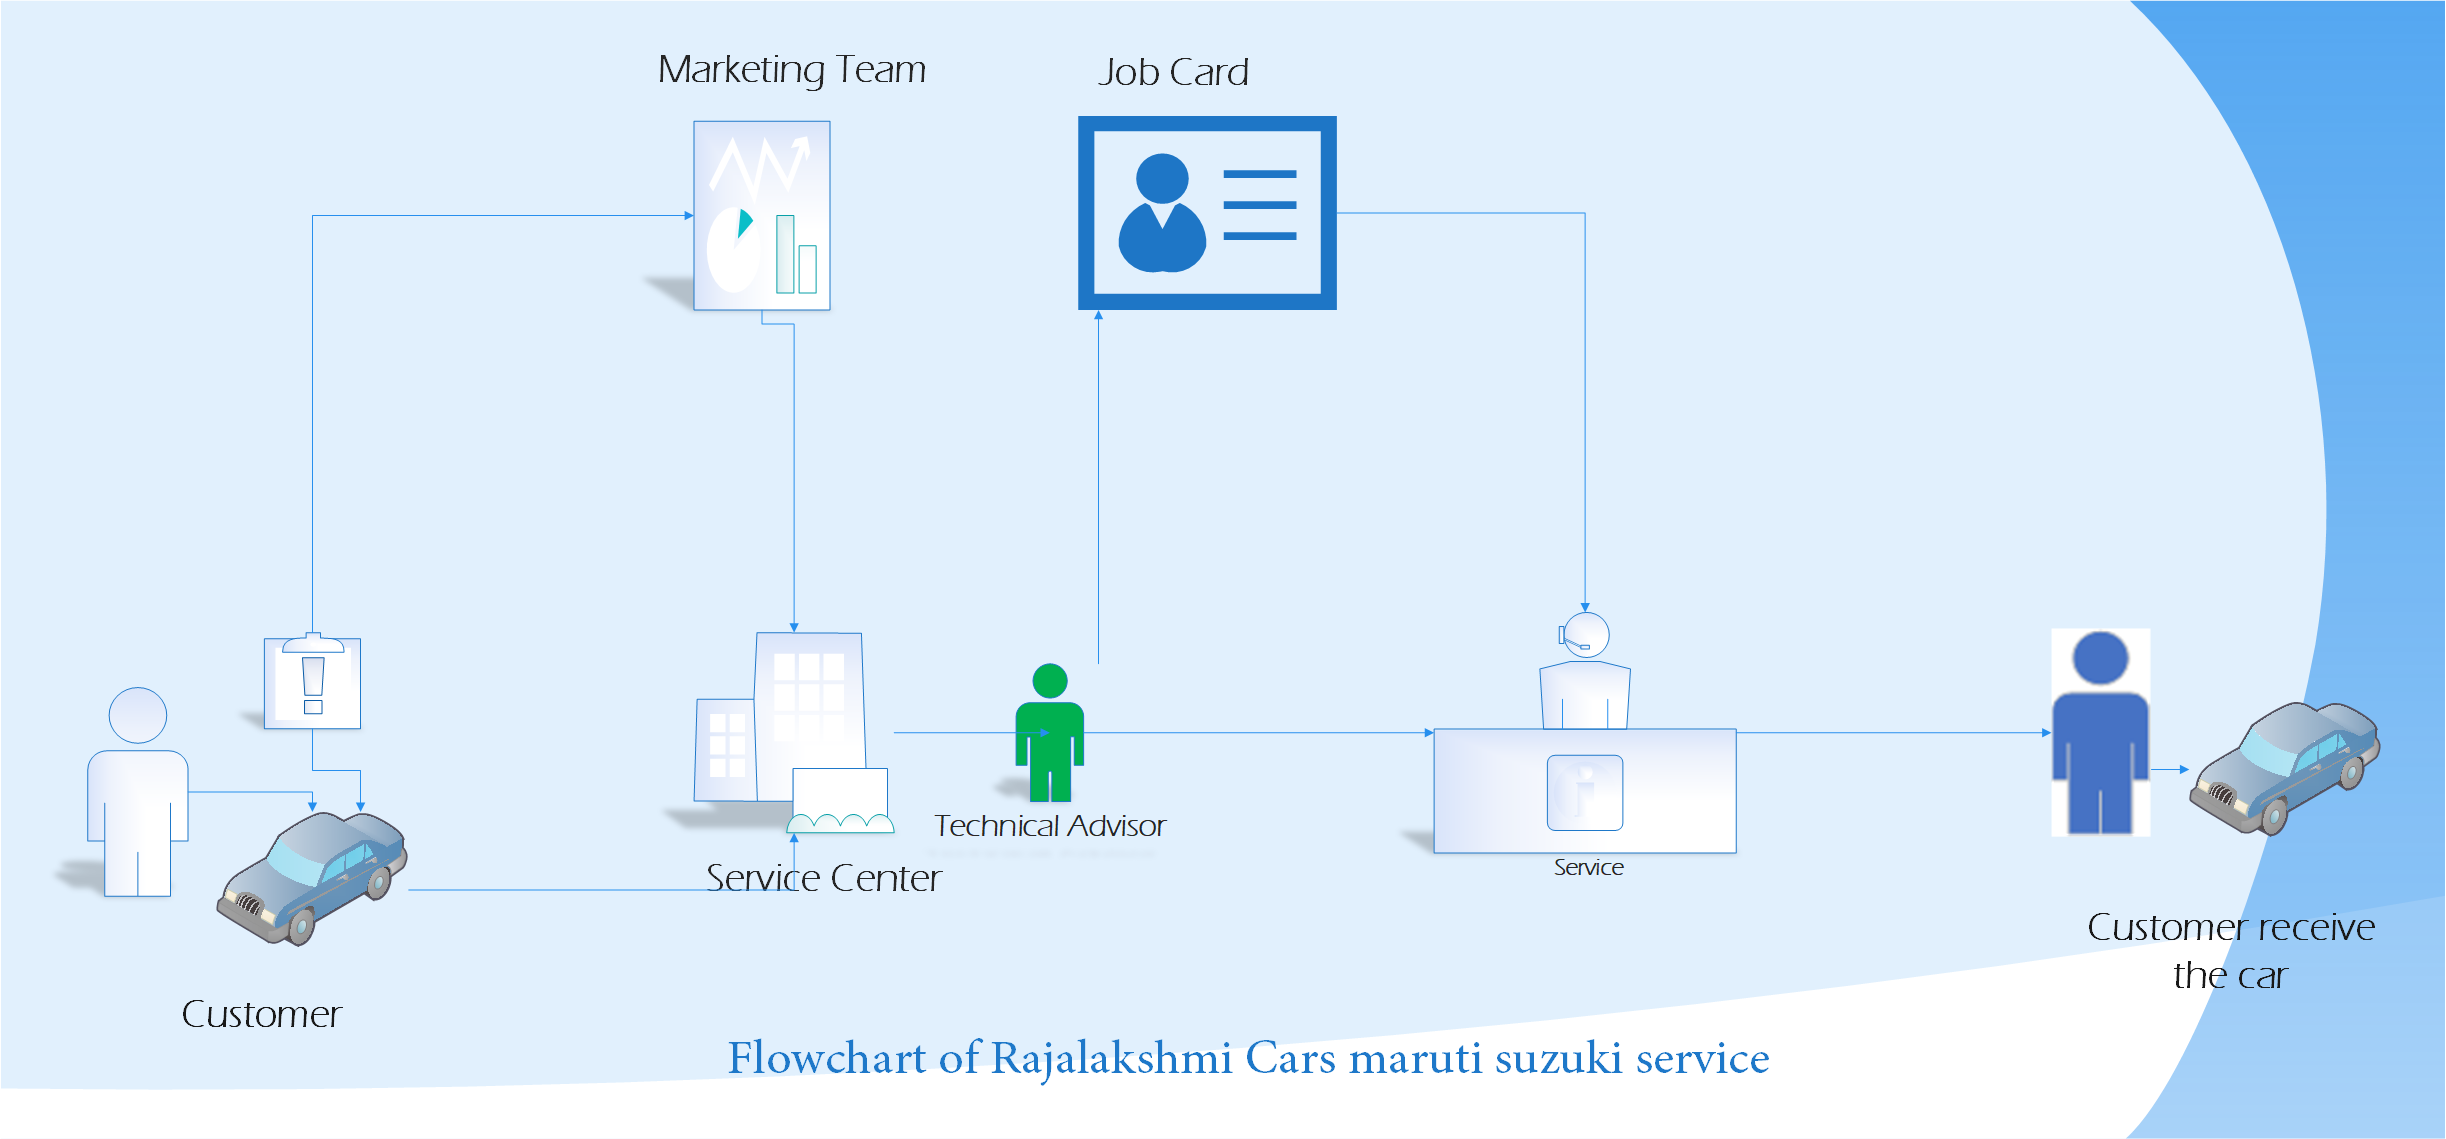 Marketing Team
Job Card
Technical Advisor
Service Center
Service
Customer receive
the car
Customer
Flowchart of Rajalakshmi Cars maruti suzuki service